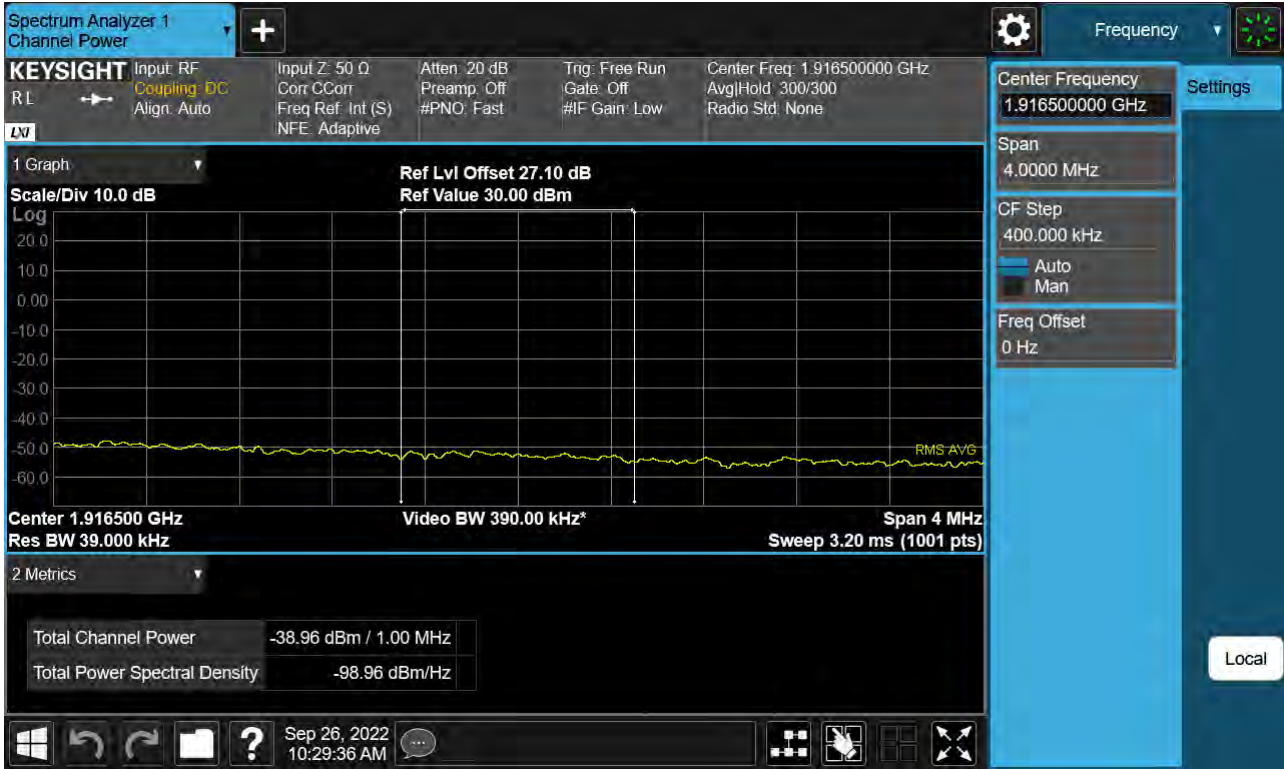 Spectrum Analyzer 1
Channel Power
Frequency
KEYSIGHT
R L
LXI
Input: RF
Coupling: DC
Align: Auto
Input Z: 50 Ω
Corr CCorr
Freq Ref: Int (S)
NFE: Adaptive
Atten: 20 dB
Preamp: Off
#PNO: Fast
Trig: Free Run
Gate: Off
#IF Gain: Low
Center Freq: 1.916500000 GHz
Avg|Hold: 300/300
Radio Std: None
Center Frequency
1.916500000 GHz
Settings
Span
4.0000 MHz
CF Step
400.000 kHz
Auto
Man
Freq Offset
0 Hz
Local
1 Graph
Scale/Div 10.0 dB
Ref Lvl Offset 27.10 dB
Ref Value 30.00 dBm
Log
20.0
10.0
0.00
-10.0
-20.0
-30.0
-40.0
-50.0
-60.0
RMS AVG
Center 1.916500 GHz
Video BW 390.00 kHz*
Span 4 MHz
Res BW 39.000 kHz
Sweep 3.20 ms (1001 pts)
2 Metrics
Total Channel Power -38.96 dBm / 1.00 MHz
Total Power Spectral Density -98.96 dBm/Hz
?
Sep 26, 2022
10:29:36 AM